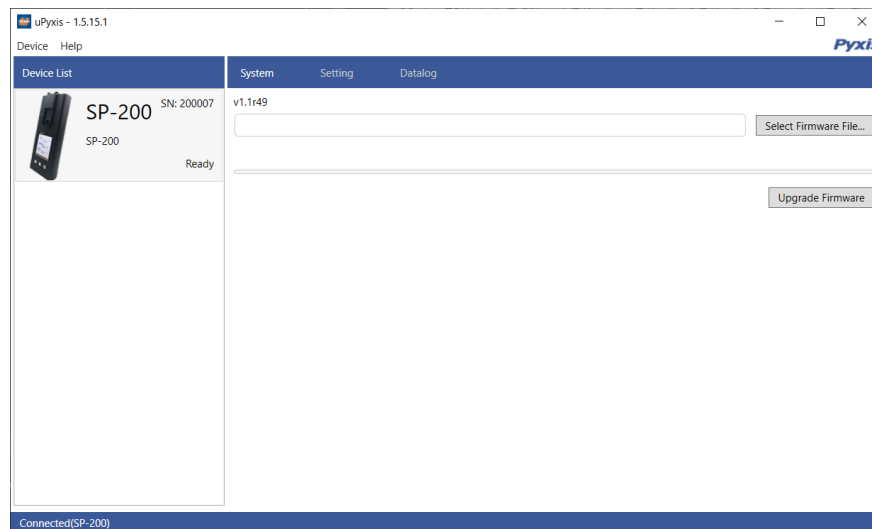 uPyxis - 1.5.15.1
Device Help
Pyxis
Device List
System Setting Datalog
SP-200 SN: 200007
SP-200
Ready
v1.1r49
Select Firmware File...
Upgrade Firmware
Connected(SP-200)